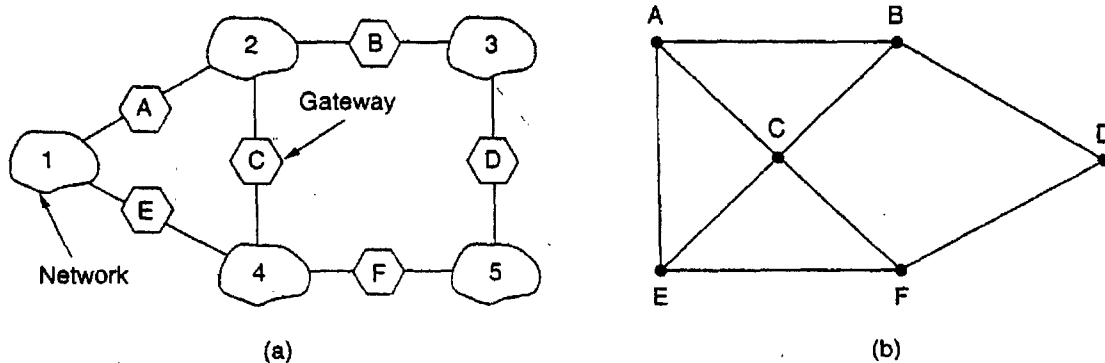 A B
2 B 3
A Gateway
C
1 C D D
E
Network 4 F 5
E F
(a) (b)